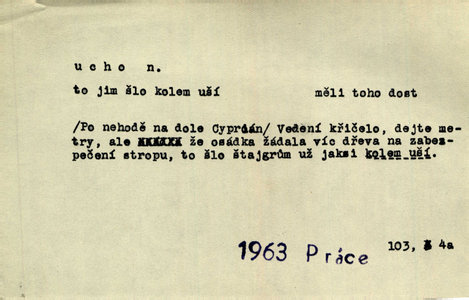 ucho n.
to jim šlo kolem uší měli toho dost
/Po nehodě na dole Cyprián/ Vedení křičelo, dejte me-
try, ale že osádka žádala víc dřeva na zabez-
pečení stropu, to šlo štajgrům už jaksi kolem uší.
1963 Práce 103, 4a